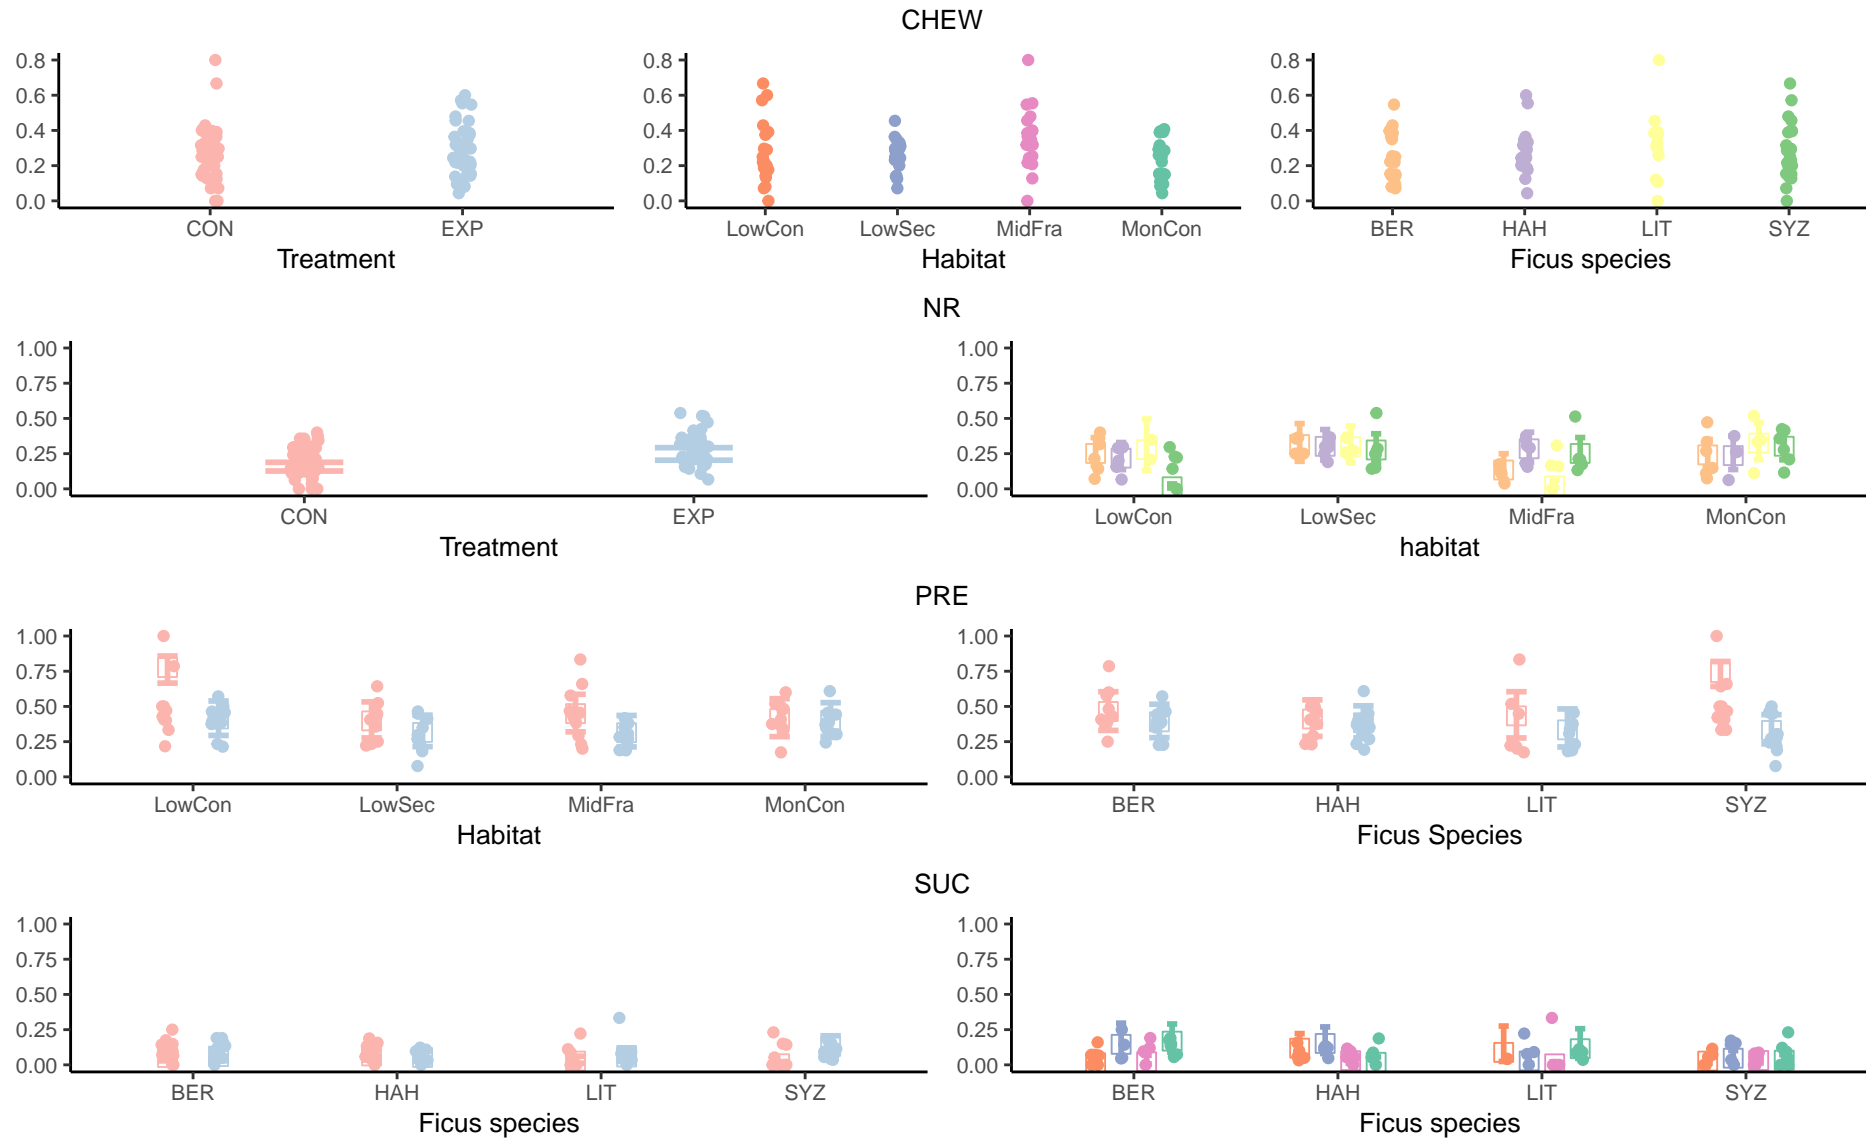 CHEW
0.8 0.8 0.8
0.6 0.6 0.6
0.4 0.4 0.4
0.2 0.2 0.2
0.0 0.0 0.0
CON EXP LowCon LowSec MidFra MonCon BER HAH LIT SYZ
Treatment Habitat Ficus species
NR
1.00 1.00
0.75 0.75
0.50 0.50
0.25 0.25
0.00 0.00
CON EXP LowCon LowSec MidFra MonCon
Treatment habitat
PRE
1.00 1.00
0.75 0.75
0.50 0.50
0.25 0.25
0.00 0.00
LowCon LowSec MidFra MonCon BER HAH LIT SYZ
Habitat Ficus Species
SUC
1.00 1.00
0.75 0.75
0.50 0.50
0.25 0.25
0.00 0.00
BER HAH LIT SYZ BER HAH LIT SYZ
Ficus species Ficus species